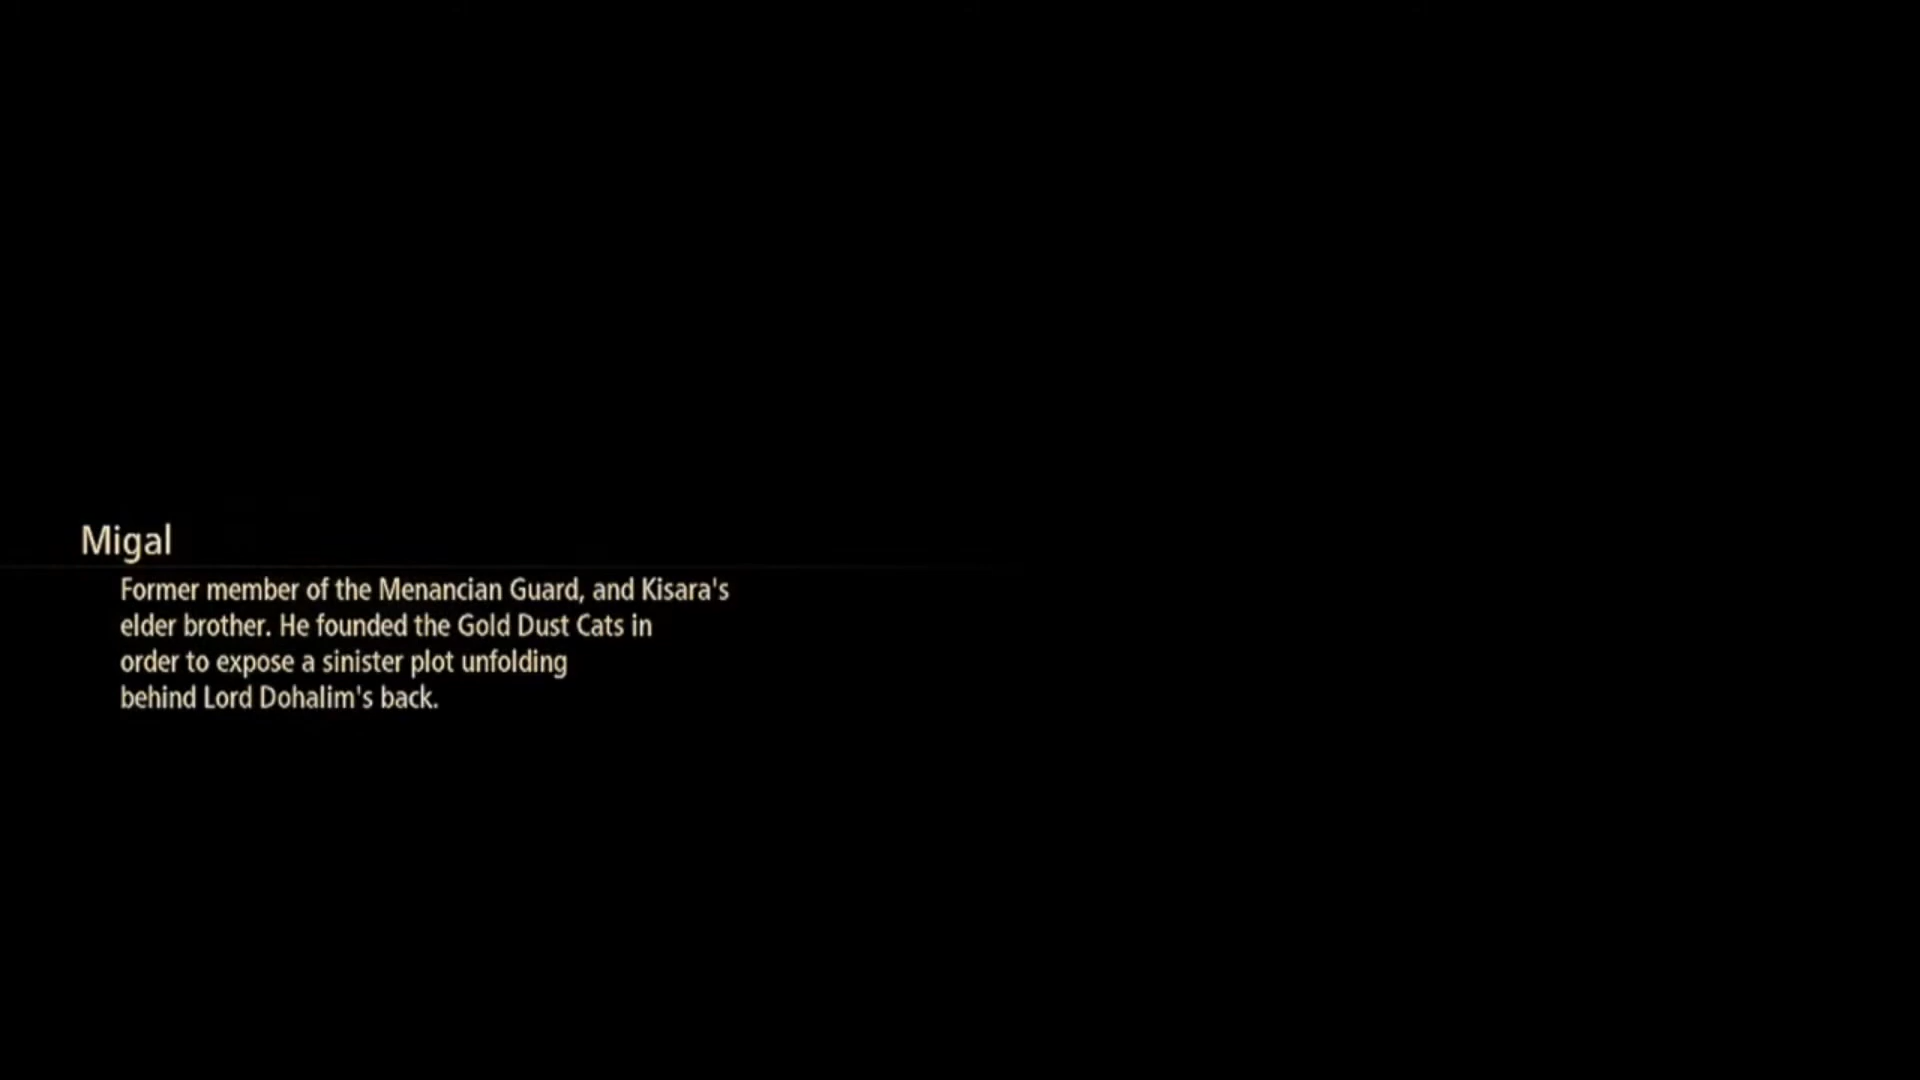 Migal
Former member of the Menancian Guard, and Kisara's
elder brother. He founded the Gold Dust Cats in
order to expose a sinister plot unfolding
behind Lord Dohalim's back.